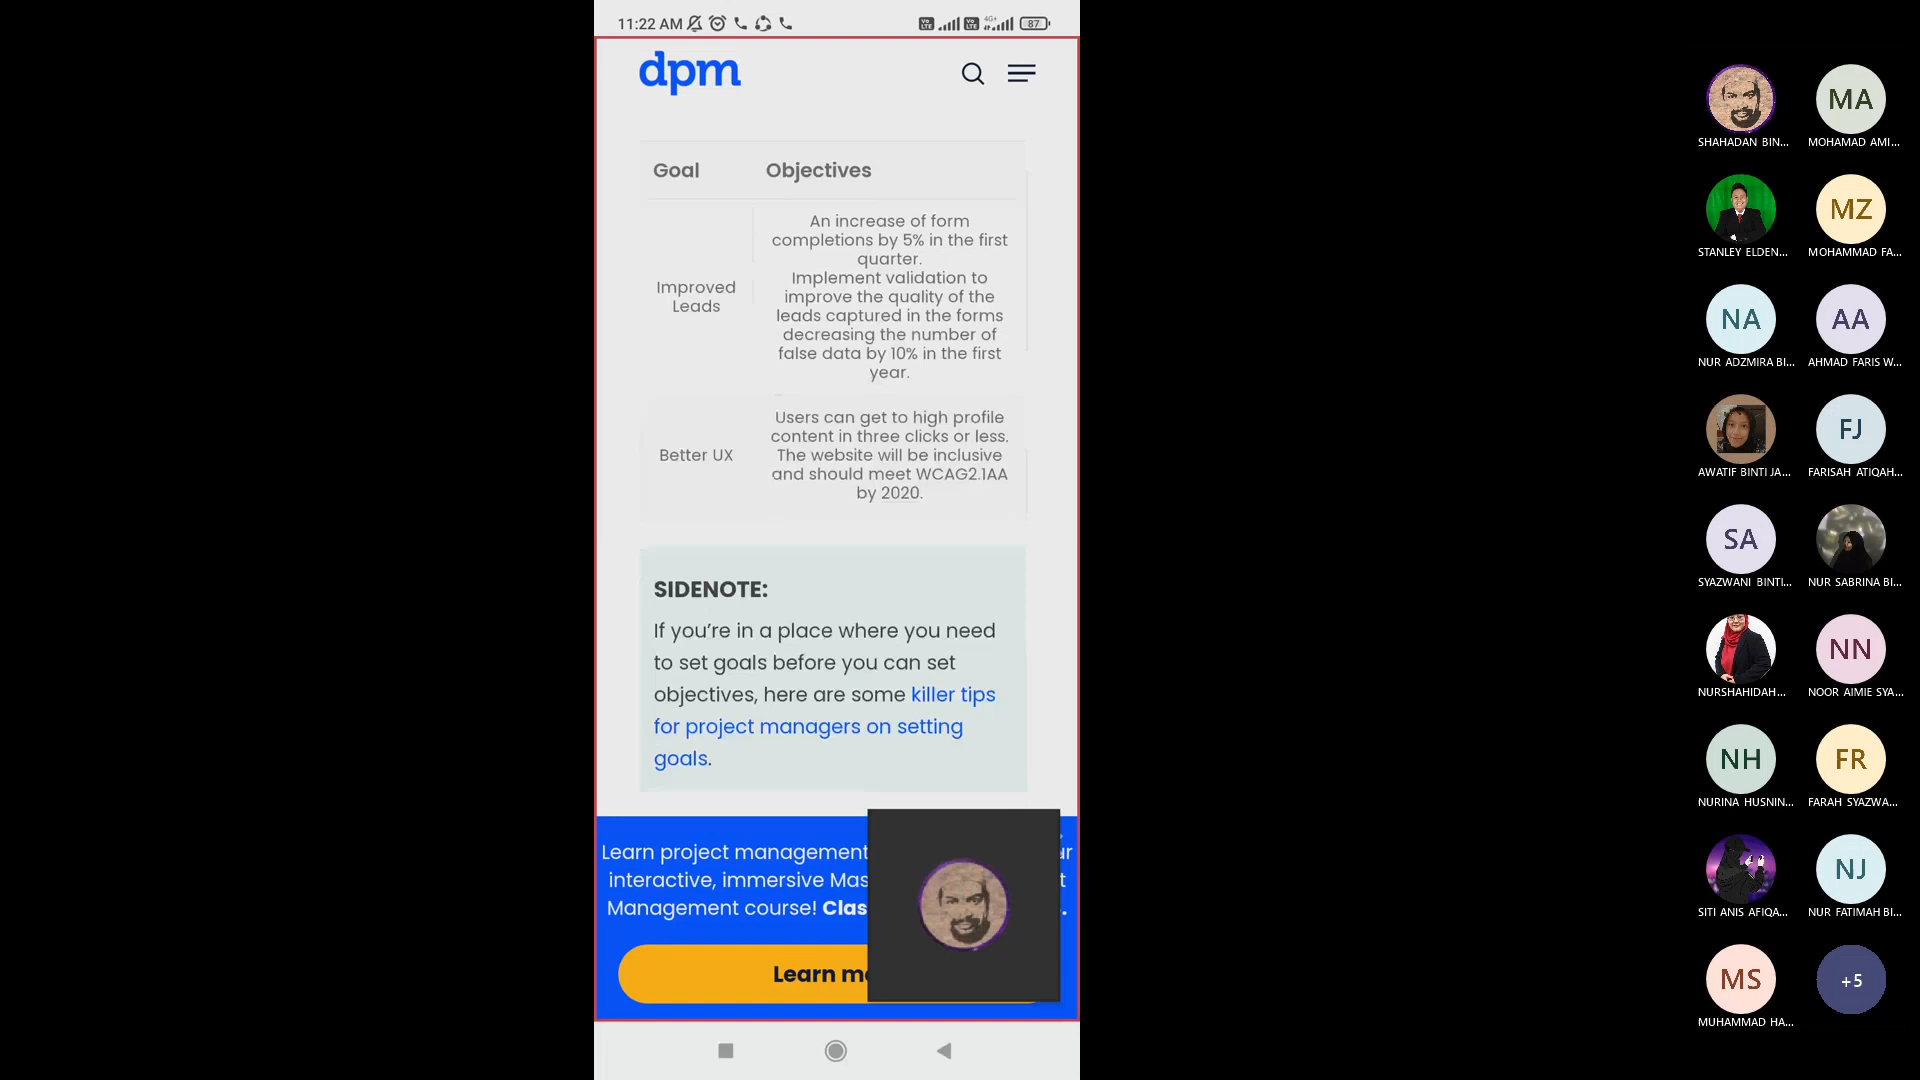 11:22 AM
Vo LTE
Vo LTE
4G+
87
dpm
Goal Objectives
Improved
Leads
An increase of form
completions by 5% in the first
quarter.
Implement validation to
improve the quality of the
leads captured in the forms
decreasing the number of
false data by 10% in the first
year.
Better UX
Users can get to high profile
content in three clicks or less.
The website will be inclusive
and should meet WCAG2.1AA
by 2020.
SIDENOTE:
If you’re in a place where you need
to set goals before you can set
objectives, here are some killer tips
for project managers on setting
goals.
Learn project management
interactive, immersive Mas
Management course! Clas
Learn mo
SHAHADAN BIN...
MA
MOHAMAD AMI...
STANLEY ELDEN...
MZ
MOHAMMAD FA...
NA
NUR ADZMIRA BI...
AA
AHMAD FARIS W...
AWATIF BINTI JA...
FJ
FARISAH ATIQAH...
SA
SYAZWANI BINTI...
NUR SABRINA BI...
NURSHAHIDAH...
NN
NOOR AIMIE SYA...
NH
NURINA HUSNIN...
FR
FARAH SYAZWA...
SITI ANIS AFIQA...
NJ
NUR FATIMAH BI...
MS
MUHAMMAD HA...
+5